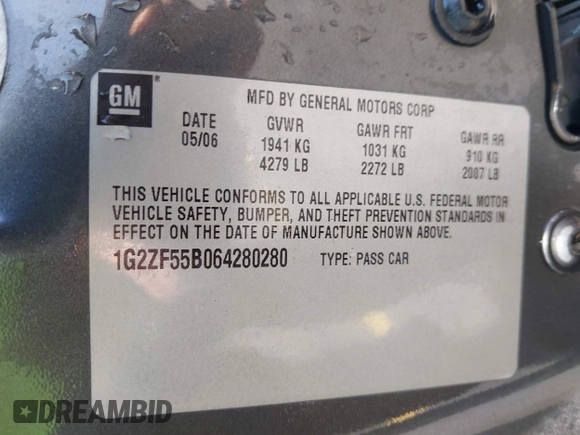 GM
MFD BY GENERAL MOTORS CORP
DATE GVWR GAWR FRT GAWR RR
05/06 1941 KG 1031 KG 910 KG
4279 LB 2272 LB 2007 LB
THIS VEHICLE CONFORMS TO ALL APPLICABLE U.S. FEDERAL MOTOR
VEHICLE SAFETY, BUMPER, AND THEFT PREVENTION STANDARDS IN
EFFECT ON THE DATE OF MANUFACTURE SHOWN ABOVE.
1G2ZF55B064280280 TYPE: PASS CAR
DREAMBID